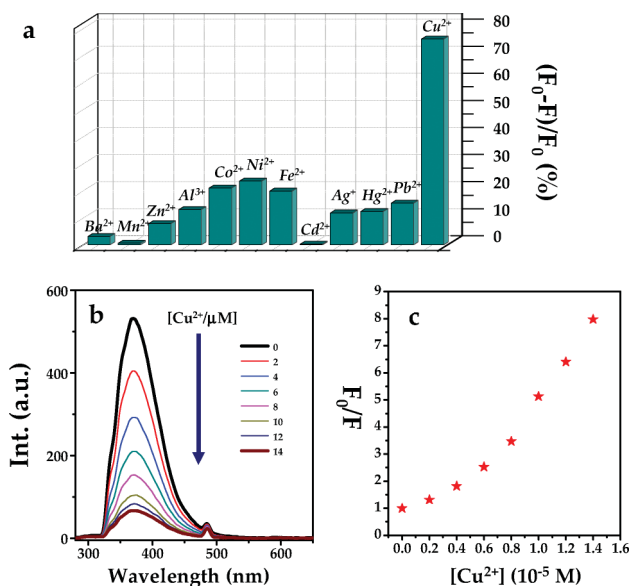 a
Ba²⁺
Mn²⁺
Zn²⁺
Al³⁺
Co²⁺
Ni²⁺
Fe²⁺
Cd²⁺
Ag⁺
Hg²⁺
Pb²⁺
Cu²⁺
80
70
60
50
40
30
20
10
0
(F₀-F)/F₀ (%)
b
[Cu²⁺/μM]
0
2
4
6
8
10
12
14
600
400
200
0
Int. (a.u.)
300 400 500 600
Wavelength (nm)
c
9
8
7
6
5
4
3
2
1
0
F₀/F
0.0 0.2 0.4 0.6 0.8 1.0 1.2 1.4 1.6
[Cu²⁺] (10⁻⁵ M)